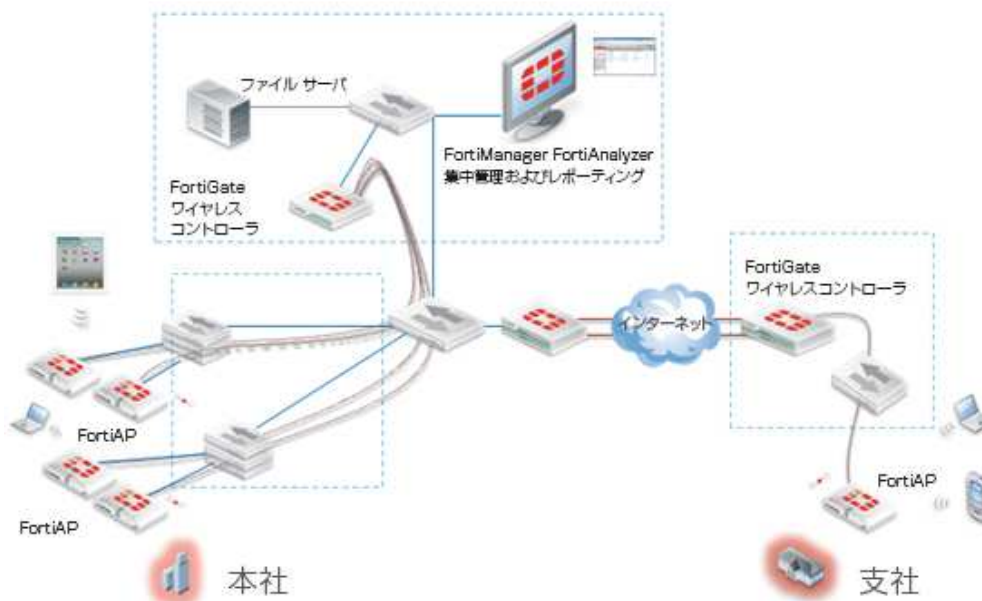 ファイル サーバ
FortiManager FortiAnalyzer
集中管理およびレポーティング
FortiGate
ワイヤレス
コントローラ
FortiGate
ワイヤレスコントローラ
インターネット
FortiAP
FortiAP
FortiAP
本社
支社